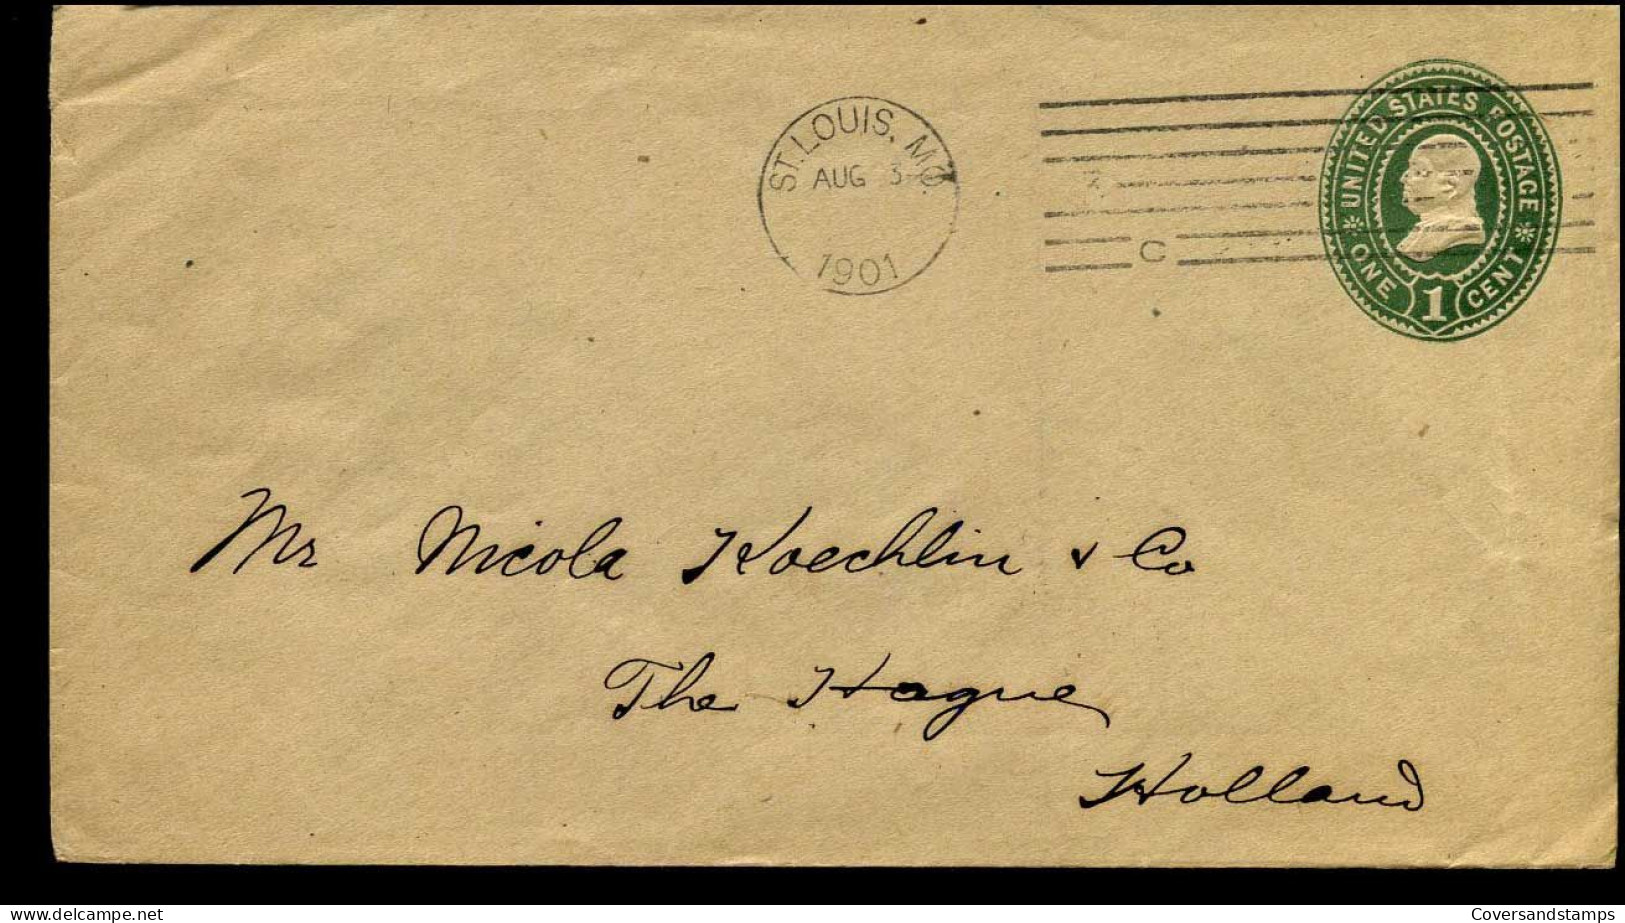 ST. LOUIS, MO.
AUG 3
1901
C
UNITED STATES POSTAGE
ONE 1 CENT
Mr Nicola Koechlin & Co
The Hague
Holland
delcampe.net
CoversandStamps